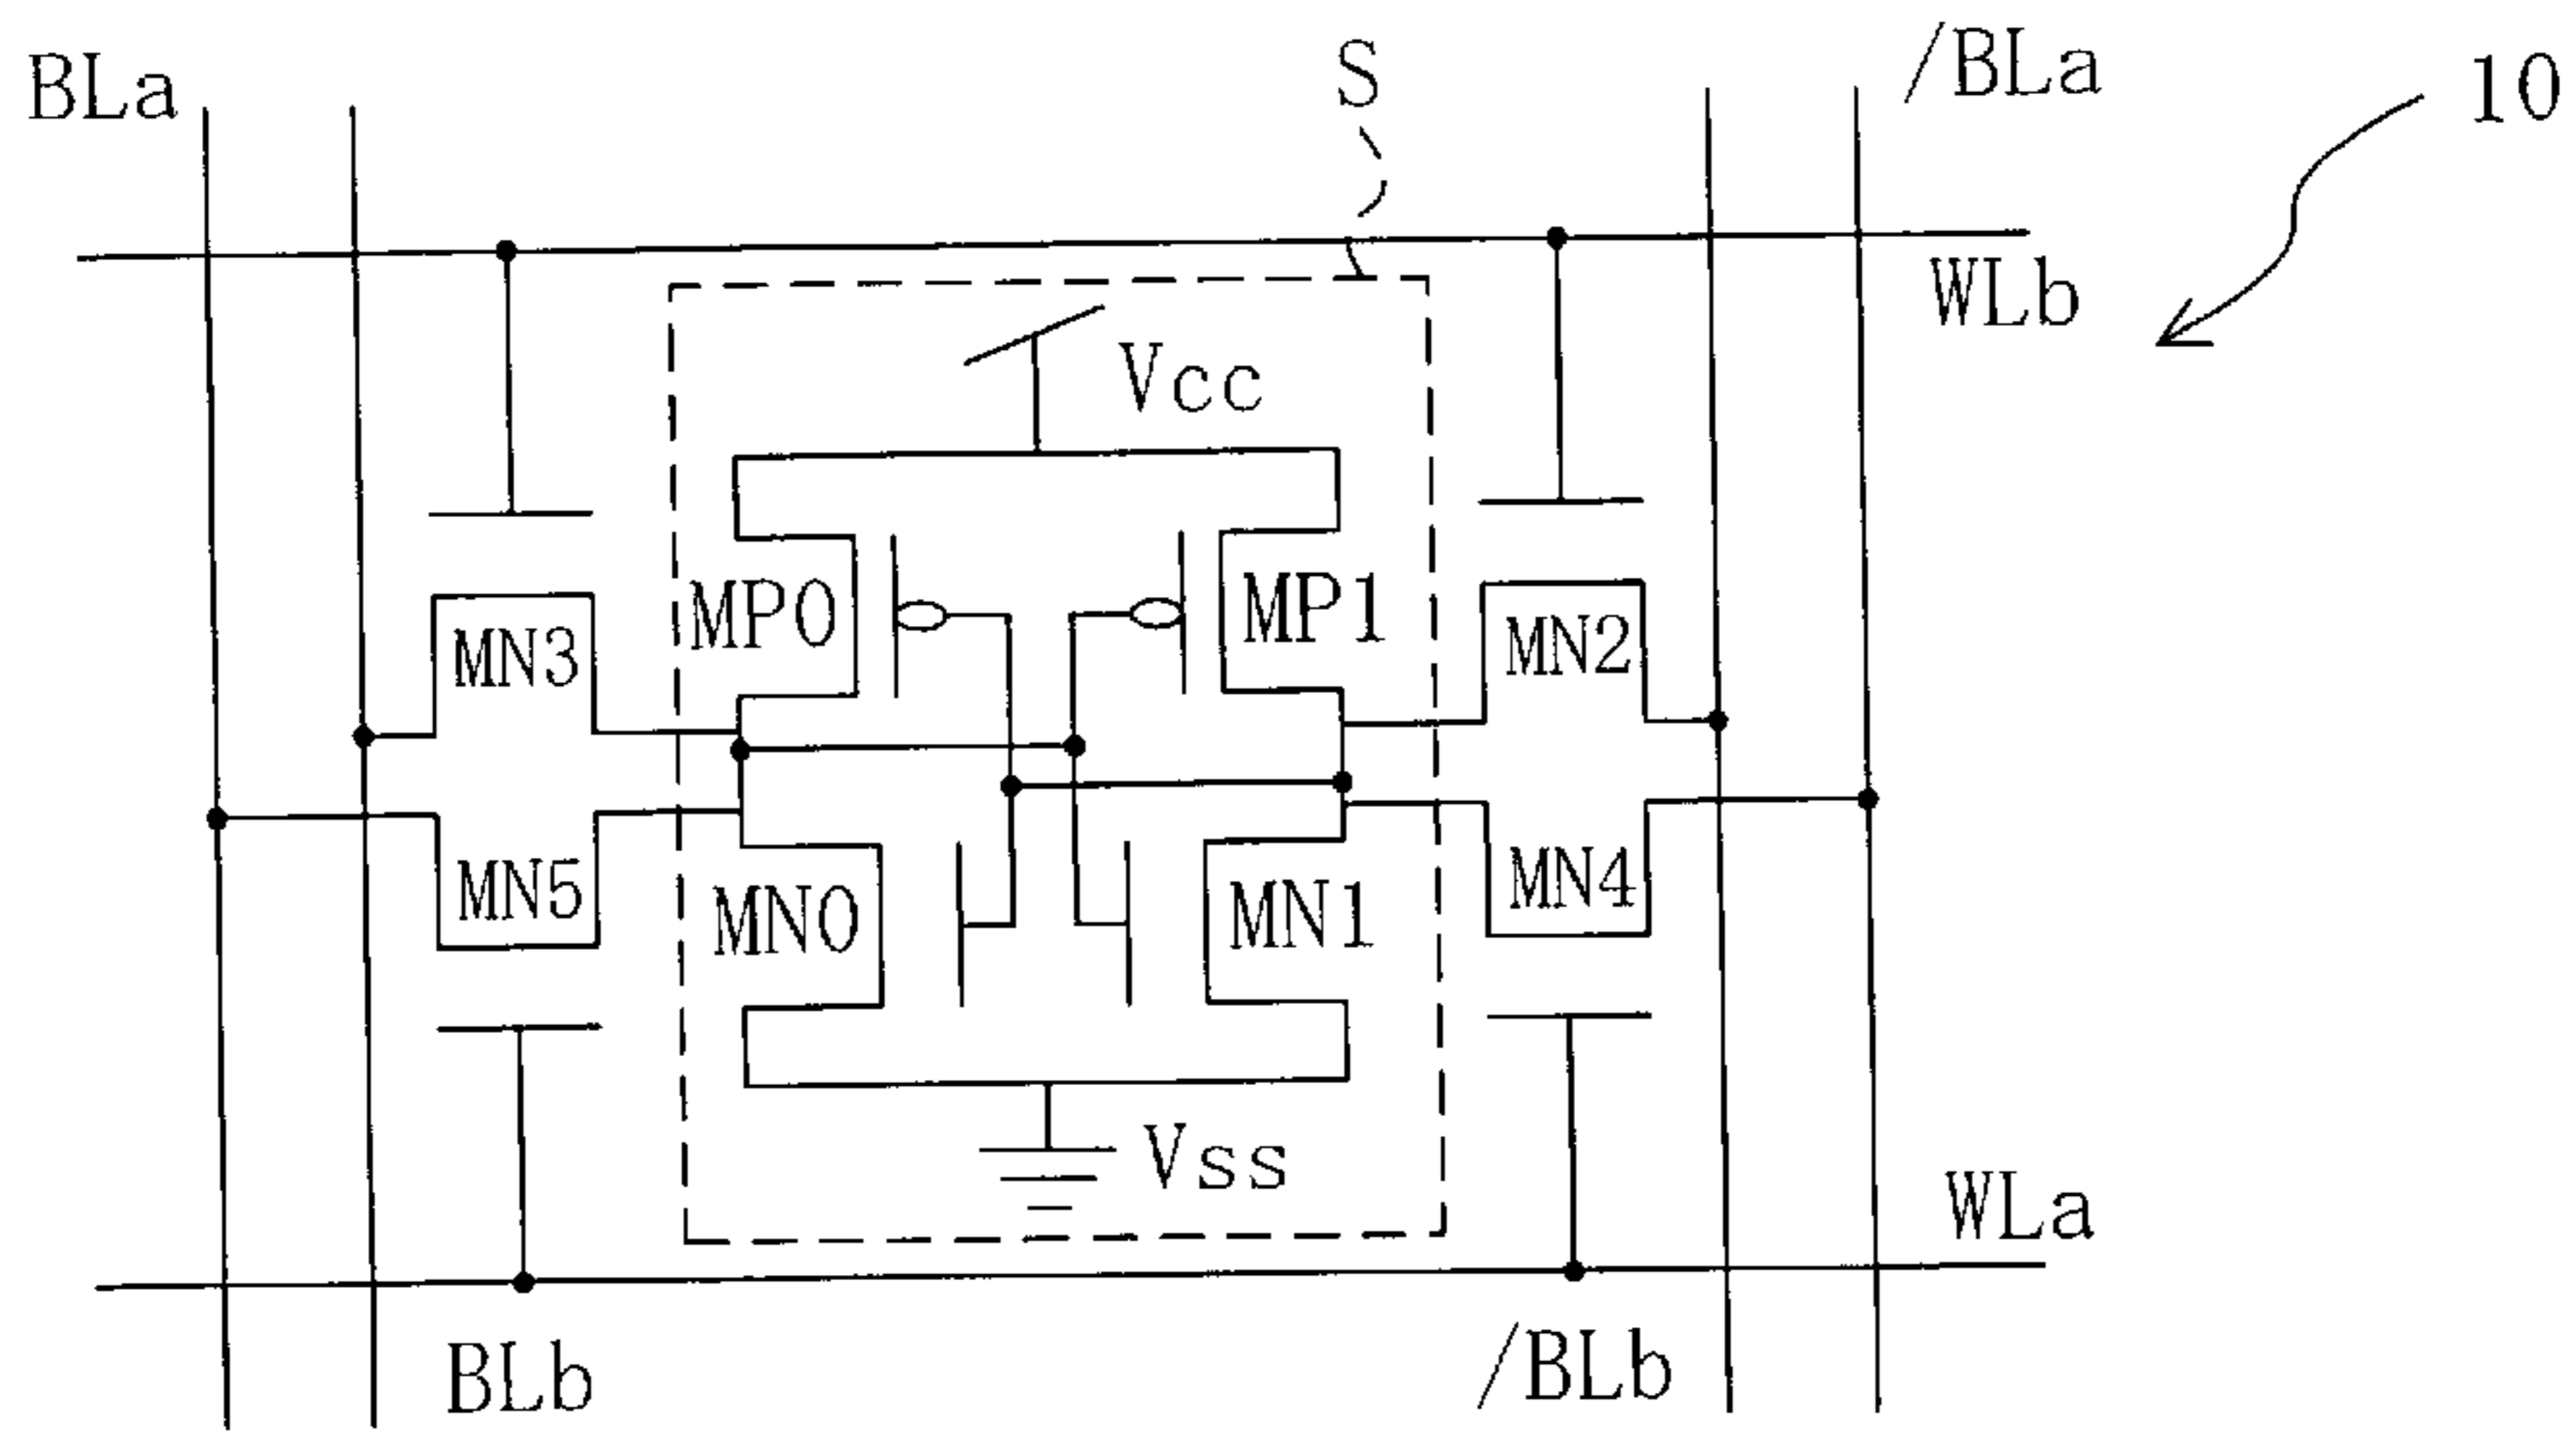 BLa
S
/BLa
10
WLb
Vcc
MP0
MP1
MN3
MN2
MN5
MN0
MN1
MN4
Vss
WLa
BLb
/BLb